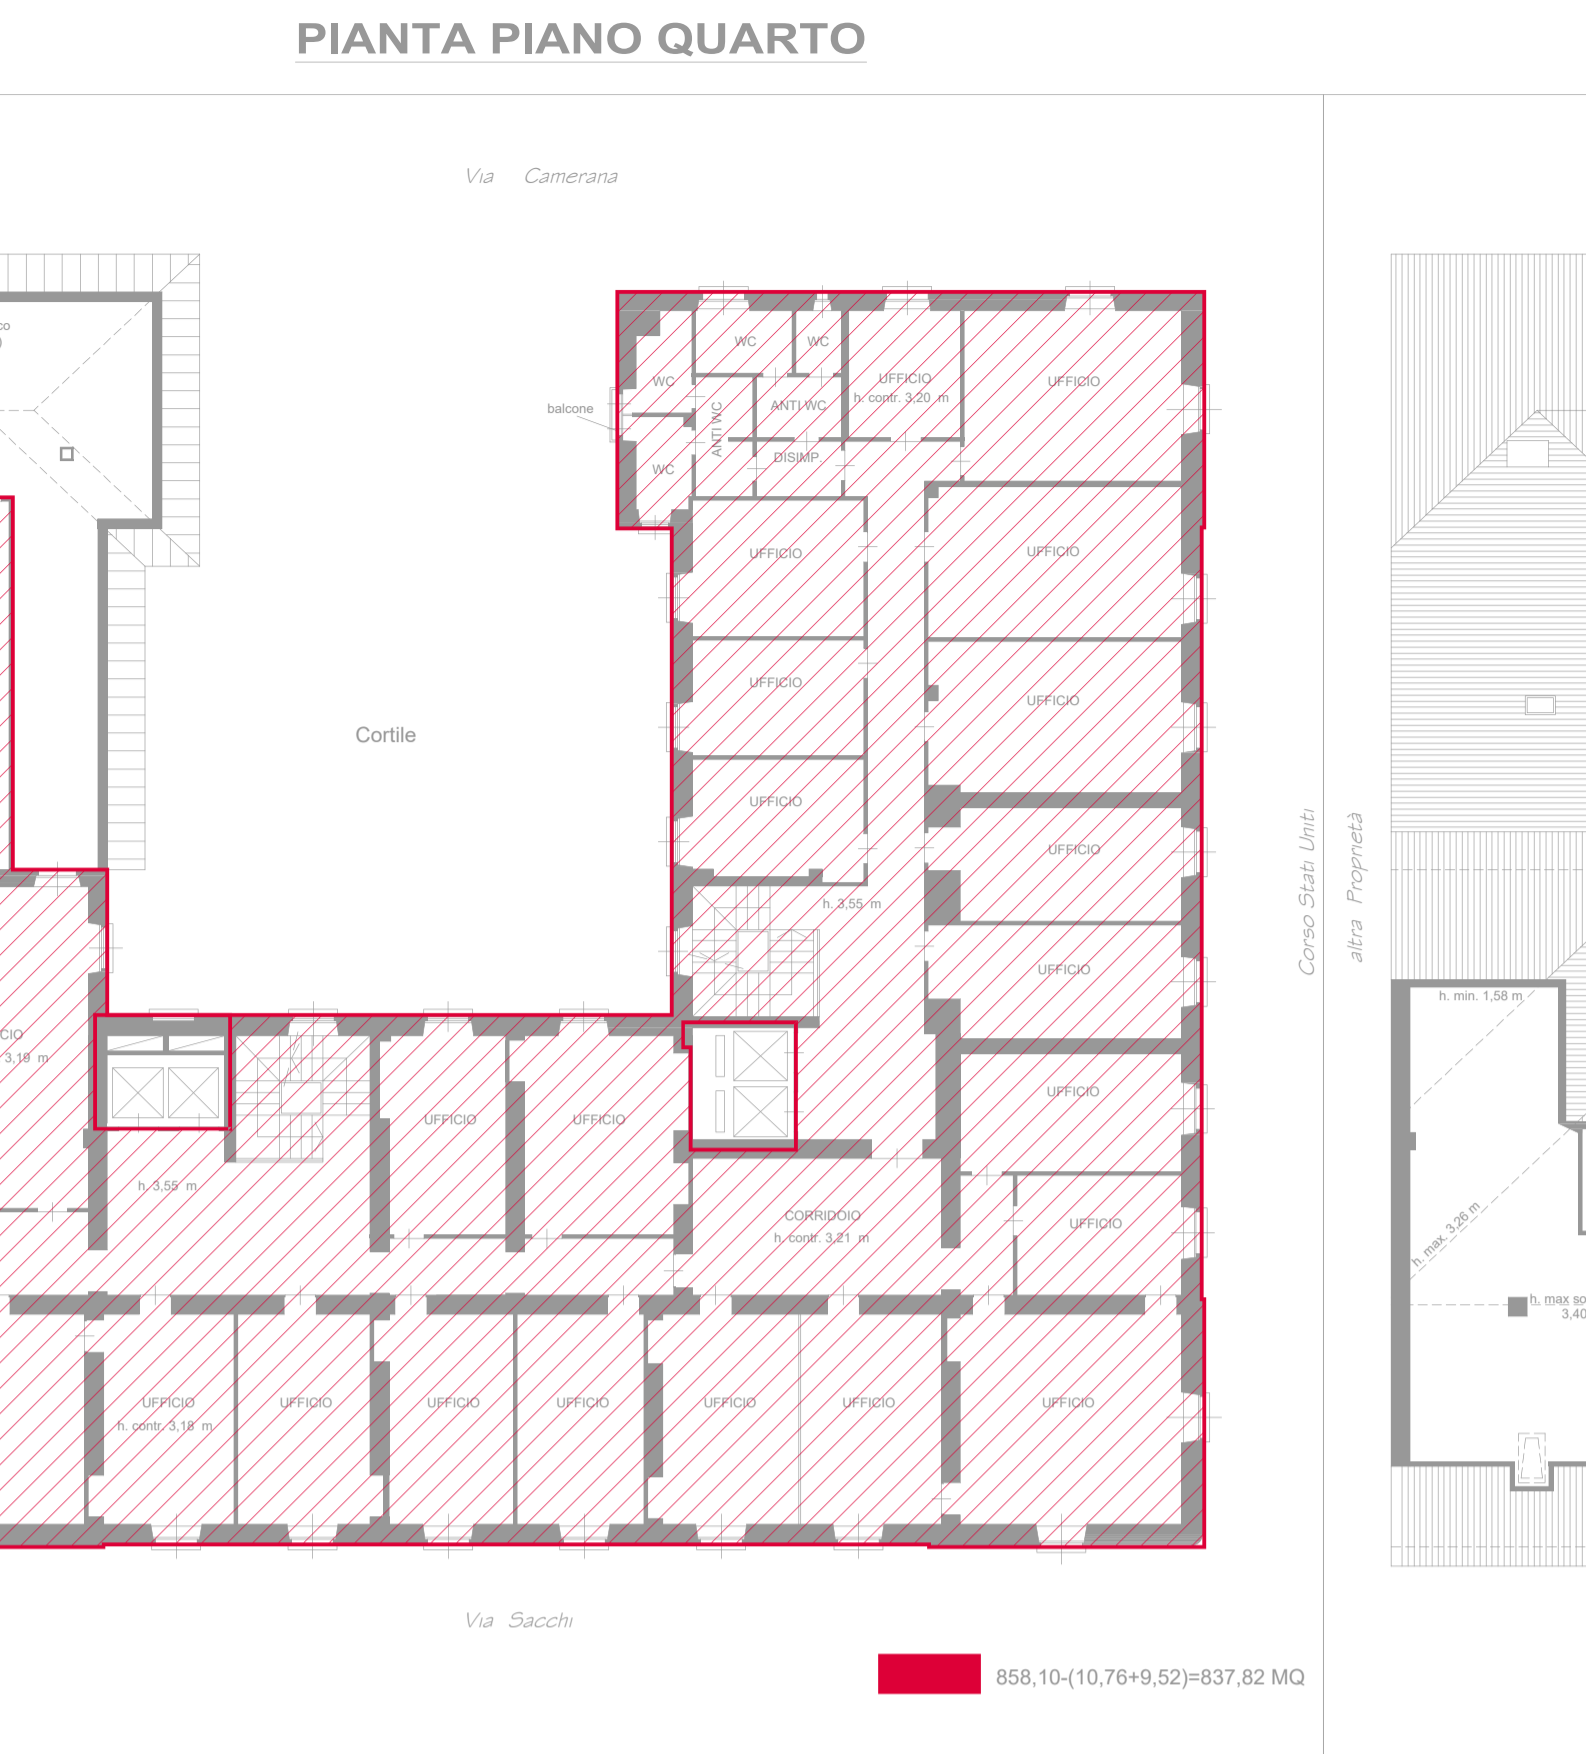 PIANTA PIANO QUARTO
Via Camerana
WC
WC
WC
UFFICIO
h. contr. 3,20 m
UFFICIO
balcone
ANTI WC
ANTI WC
WC
DISIMP.
UFFICIO
UFFICIO
UFFICIO
UFFICIO
Cortile
UFFICIO
UFFICIO
h. 3,55 m
UFFICIO
Corso Stati Uniti
altra Proprietà
h. min. 1,58 m
CIO
3,19 m
UFFICIO
UFFICIO
UFFICIO
h. 3,55 m
CORRIDOIO
h. contr. 3,21 m
UFFICIO
h. max. 3,26 m
h. max so
3,40
UFFICIO
h. contr. 3,18 m
UFFICIO
UFFICIO
UFFICIO
UFFICIO
UFFICIO
UFFICIO
Via Sacchi
858,10-(10,76+9,52)=837,82 MQ